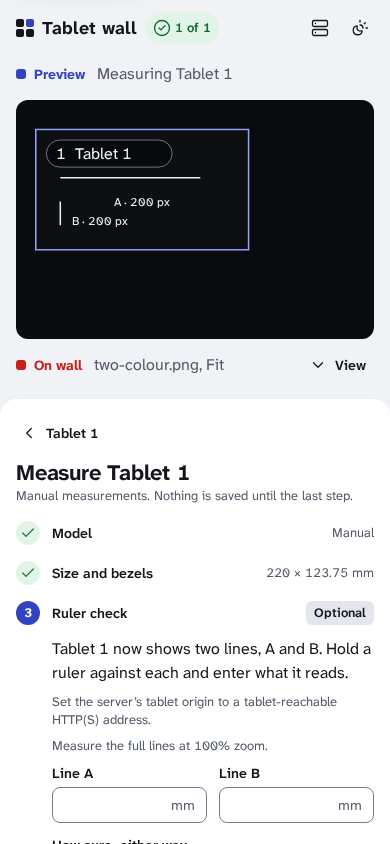 Tablet wall
1 of 1
Preview Measuring Tablet 1
1 Tablet 1
A · 200 px
B · 200 px
On wall two-colour.png, Fit
View
Tablet 1
Measure Tablet 1
Manual measurements. Nothing is saved until the last step.
Model Manual
Size and bezels 220 × 123.75 mm
3 Ruler check Optional
Tablet 1 now shows two lines, A and B. Hold a
ruler against each and enter what it reads.
Set the server's tablet origin to a tablet-reachable
HTTP(S) address.
Measure the full lines at 100% zoom.
Line A Line B
mm mm
How sure, either way